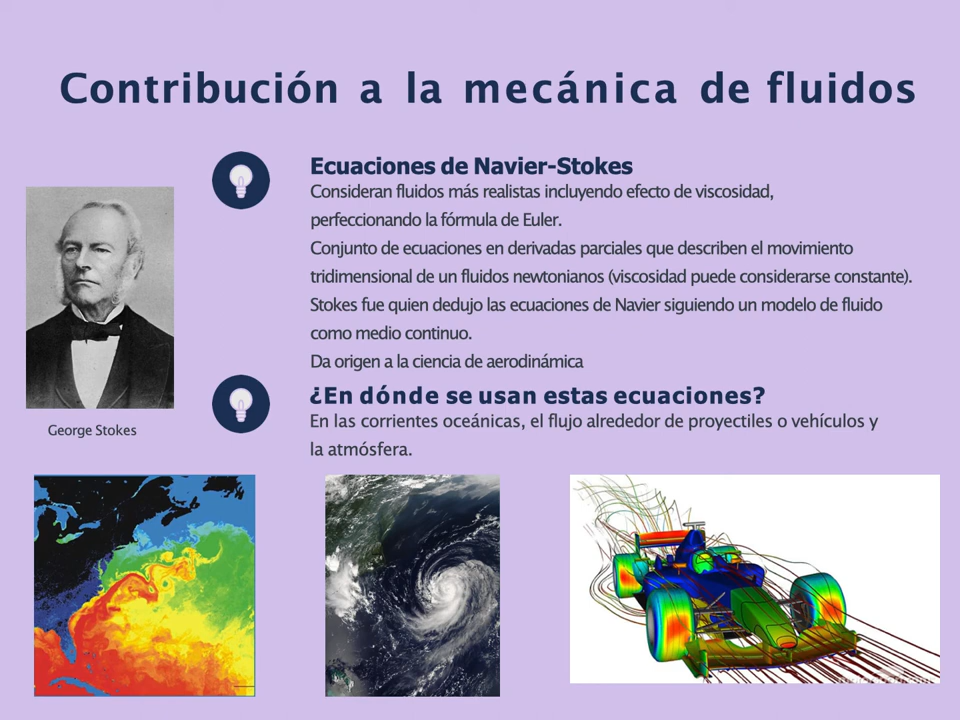 Contribución a la mecánica de fluidos
Ecuaciones de Navier-Stokes
Consideran fluidos más realistas incluyendo efecto de viscosidad,
perfeccionando la fórmula de Euler.
Conjunto de ecuaciones en derivadas parciales que describen el movimiento
tridimensional de un fluidos newtonianos (viscosidad puede considerarse constante).
Stokes fue quien dedujo las ecuaciones de Navier siguiendo un modelo de fluido
como medio continuo.
Da origen a la ciencia de aerodinámica
George Stokes
¿En dónde se usan estas ecuaciones?
En las corrientes oceánicas, el flujo alrededor de proyectiles o vehículos y
la atmósfera.